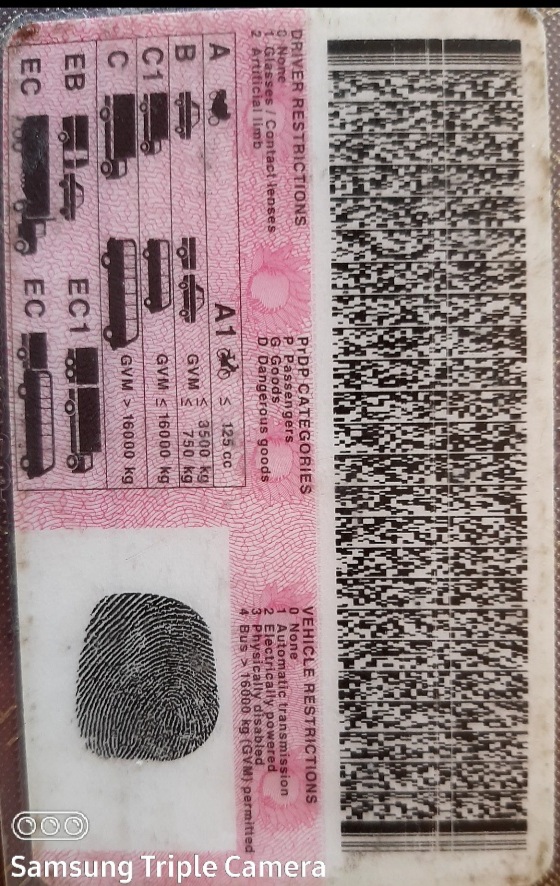 DRIVER RESTRICTIONS
0 None
1 Glasses / Contact lenses
2 Artificial limb
PrDP CATEGORIES
P Passengers
G Goods
D Dangerous goods
VEHICLE RESTRICTIONS
0 None
1 Automatic transmission
2 Electrically powered
3 Physically disabled
4 Bus > 16000 kg (GVM) permitted
A A1 ≤ 125 cc
B GVM ≤ 3500 kg
≤ 750 kg
C1 GVM ≤ 16000 kg
C GVM > 16000 kg
EB EC1
EC EC
Samsung Triple Camera